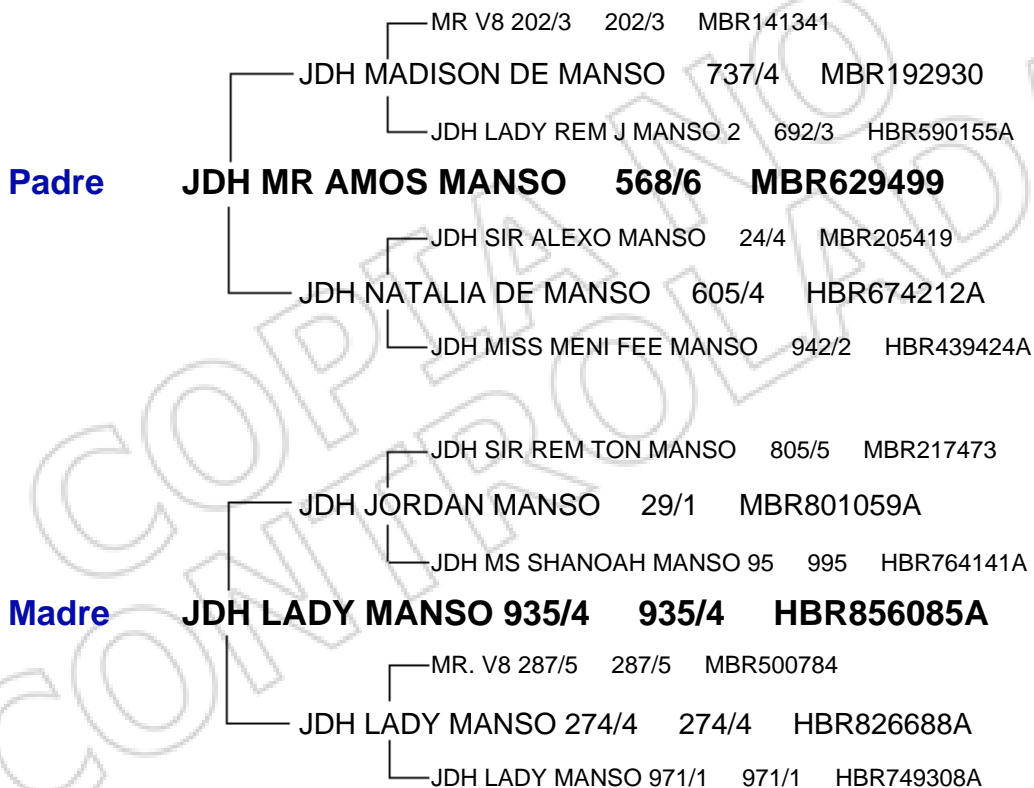 MR V8 202/3 202/3 MBR141341
JDH MADISON DE MANSO 737/4 MBR192930
JDH LADY REM J MANSO 2 692/3 HBR590155A
Padre JDH MR AMOS MANSO 568/6 MBR629499
JDH SIR ALEXO MANSO 24/4 MBR205419
JDH NATALIA DE MANSO 605/4 HBR674212A
JDH MISS MENI FEE MANSO 942/2 HBR439424A
JDH SIR REM TON MANSO 805/5 MBR217473
JDH JORDAN MANSO 29/1 MBR801059A
JDH MS SHANOAH MANSO 95 995 HBR764141A
Madre JDH LADY MANSO 935/4 935/4 HBR856085A
MR. V8 287/5 287/5 MBR500784
JDH LADY MANSO 274/4 274/4 HBR826688A
JDH LADY MANSO 971/1 971/1 HBR749308A
COPIA NO
CONTROLAD
CO